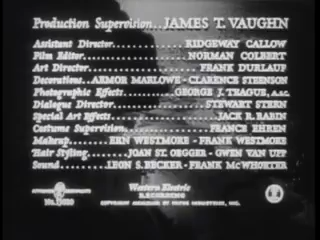 Production Supervision... JAMES T. VAUGHN
Assistant Director............ RIDGEWAY CALLOW
Film Editor.................. NORMAN COLBERT
Art Director.................. FRANK DURLAUF
Decorations...ARMOR MARLOWE - CLARENCE STEENSON
Photographic Effects......... GEORGE J. TEAGUE, A.S.C.
Dialogue Director............... STEWART STERN
Special Art Effects............... JACK R. RABIN
Costume Supervision......... FRANCE EHREN
Makeup.......ERN WESTMORE - FRANK WESTMORE
Hair Styling.......JOAN ST. OEGGER - GWEN VAN UPP
Sound.........LEON S. BECKER - FRANK McWHORTER
Western Electric
RECORDING